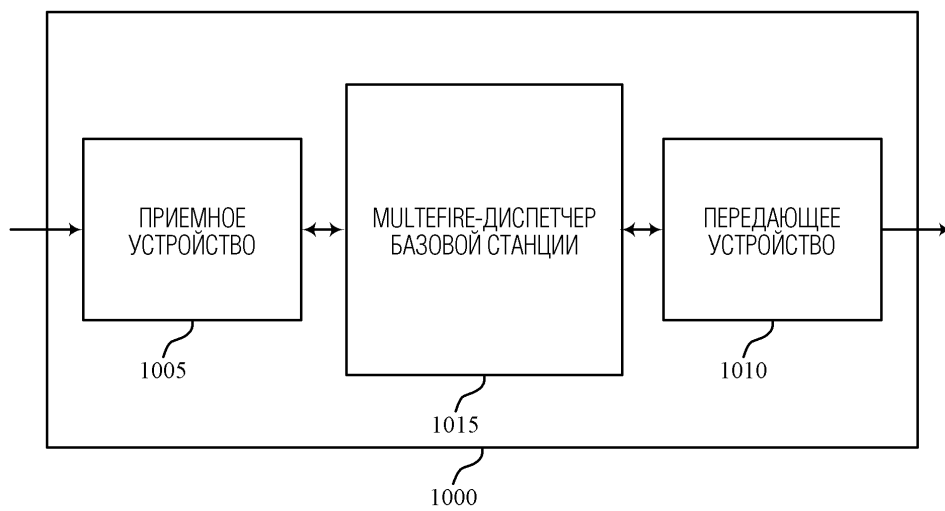 ПРИЕМНОЕ
УСТРОЙСТВО
MULTEFIRE-ДИСПЕТЧЕР
БАЗОВОЙ СТАНЦИИ
ПЕРЕДАЮЩЕЕ
УСТРОЙСТВО
1005
1015
1010
1000